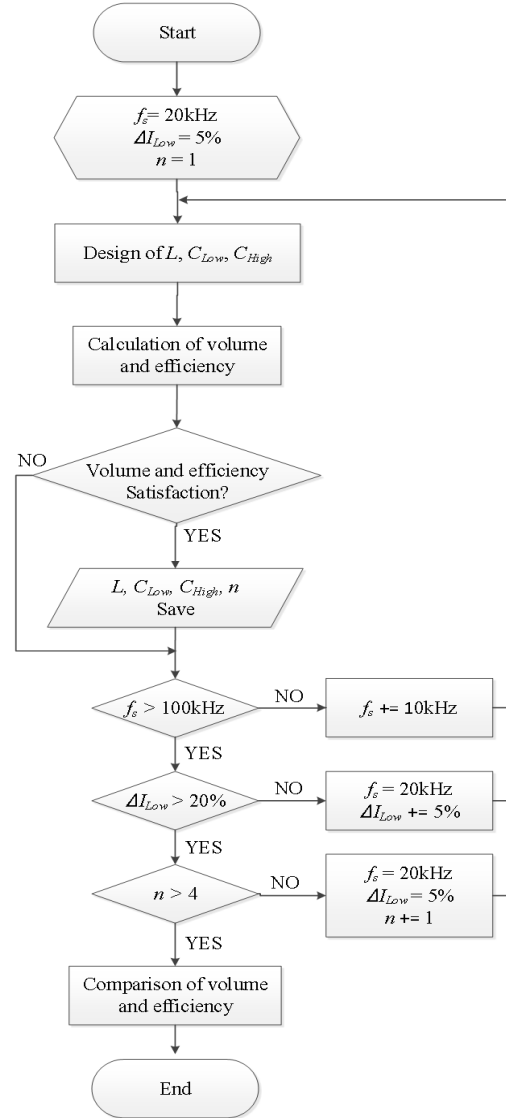 Start
fs = 20kHz
ΔILow = 5%
n = 1
Design of L, CLow, CHigh
Calculation of volume
and efficiency
NO
Volume and efficiency
Satisfaction?
YES
L, CLow, CHigh, n
Save
fs > 100kHz
NO
fs += 10kHz
YES
ΔILow > 20%
NO
fs = 20kHz
ΔILow += 5%
YES
n > 4
NO
fs = 20kHz
ΔILow = 5%
n += 1
YES
Comparison of volume
and efficiency
End